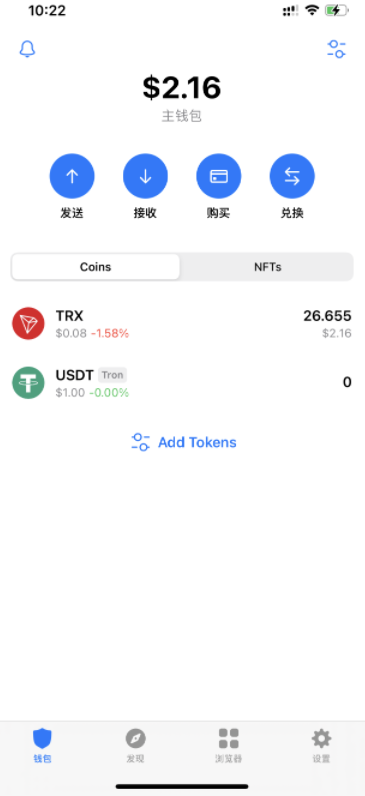 10:22
$2.16
主钱包
发送 接收 购买 兑换
Coins NFTs
TRX 26.655
$0.08 -1.58% $2.16
USDT Tron 0
$1.00 -0.00%
Add Tokens
钱包 发现 浏览器 设置